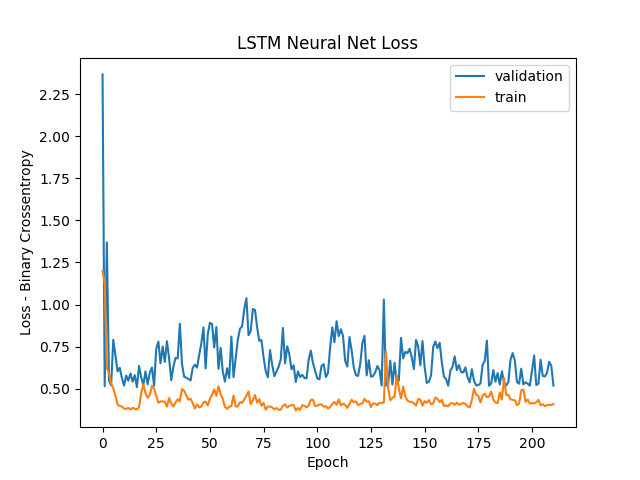 LSTM Neural Net Loss
validation
train
Loss - Binary Crossentropy
2.25
2.00
1.75
1.50
1.25
1.00
0.75
0.50
0 25 50 75 100 125 150 175 200
Epoch